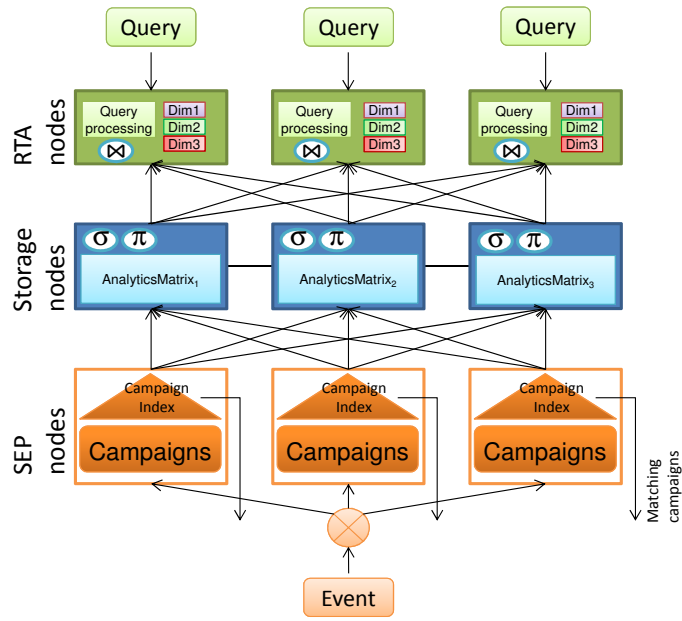 Query
Query
Query
RTA
nodes
Query
processing
⋈
Dim1
Dim2
Dim3
Query
processing
⋈
Dim1
Dim2
Dim3
Query
processing
⋈
Dim1
Dim2
Dim3
Storage
nodes
σ π
AnalyticsMatrix₁
σ π
AnalyticsMatrix₂
σ π
AnalyticsMatrix₃
SEP
nodes
Campaign
Index
Campaigns
Campaign
Index
Campaigns
Campaign
Index
Campaigns
Matching
campaigns
Event